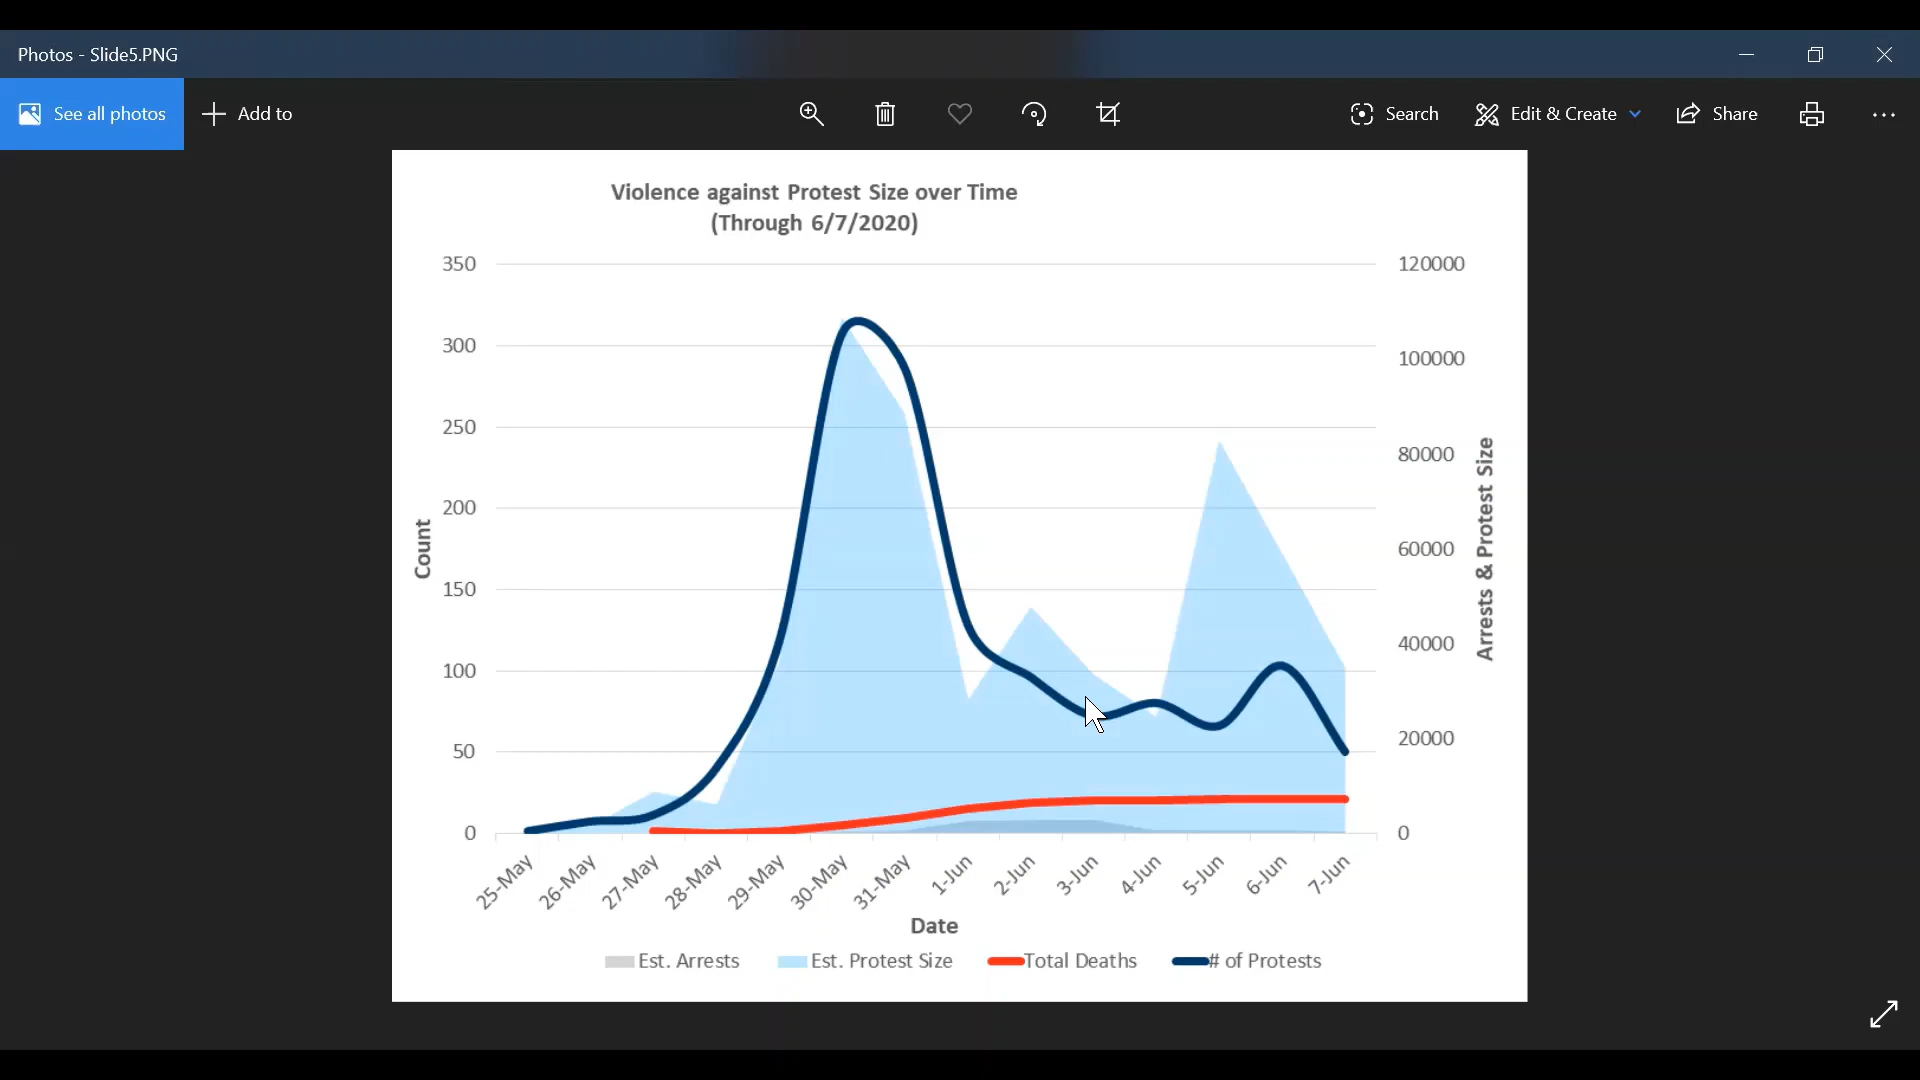 Photos - Slide5.PNG
See all photos
Add to
Search
Edit & Create
Share
Violence against Protest Size over Time
(Through 6/7/2020)
350
300
250
200
150
100
50
0
Count
120000
100000
80000
60000
40000
20000
0
Arrests & Protest Size
25-May
26-May
27-May
28-May
29-May
30-May
31-May
1-Jun
2-Jun
3-Jun
4-Jun
5-Jun
6-Jun
7-Jun
Date
Est. Arrests
Est. Protest Size
Total Deaths
# of Protests